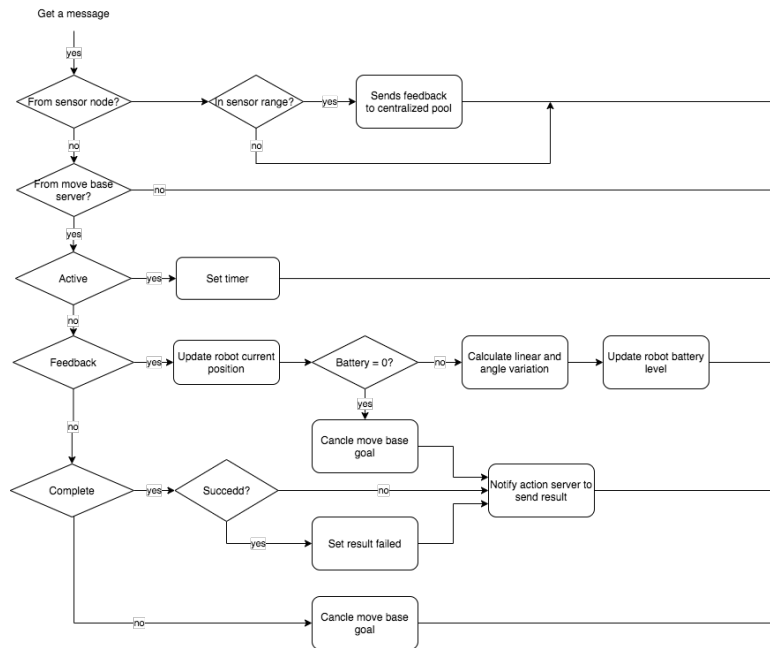 Get a message
yes
From sensor node?
In sensor range?
yes
Sends feedback
to centralized pool
no
no
From move base
server?
no
yes
Active
yes
Set timer
no
Feedback
yes
Update robot current
position
Battery = 0?
no
Calculate linear and
angle variation
Update robot battery
level
yes
no
Cancle move base
goal
Complete
yes
Succedd?
no
Notify action server to
send result
yes
Set result failed
no
Cancle move base
goal